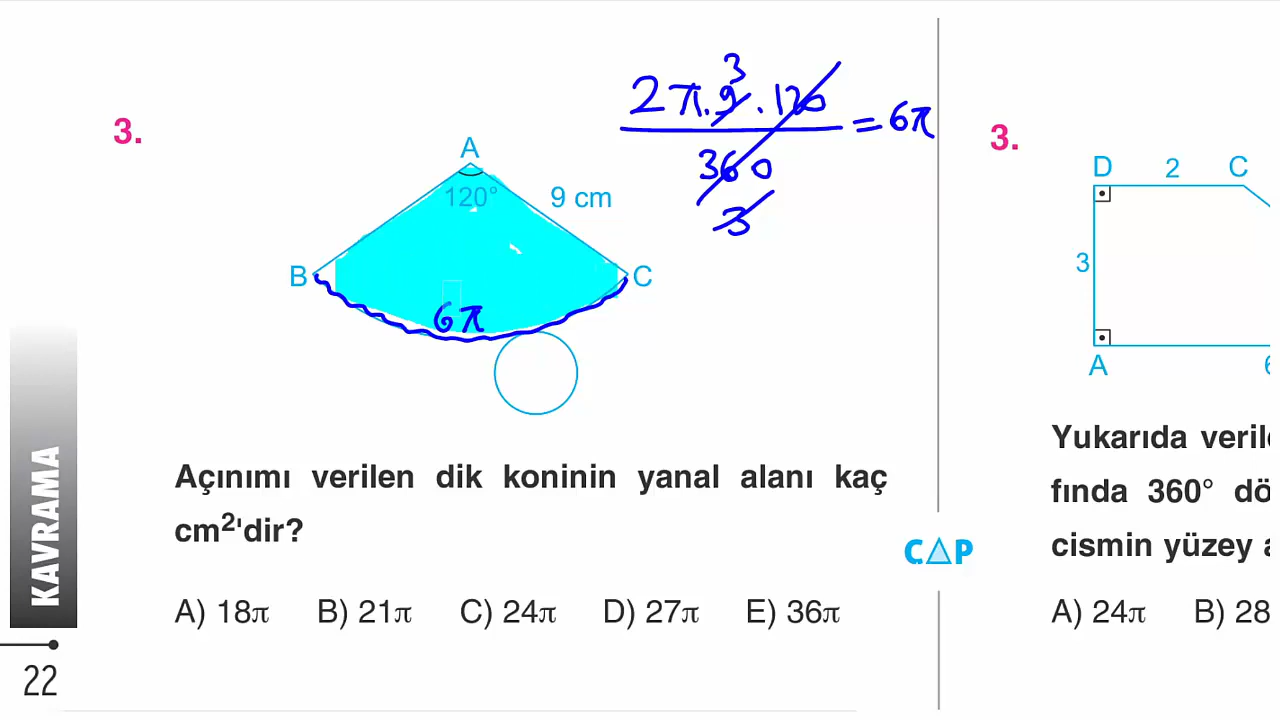 3.
A
120°
9 cm
B
C
6π
2π.9.120
3
360
3
=6π
Açınımı verilen dik koninin yanal alanı kaç
cm²'dir?
A) 18π B) 21π C) 24π D) 27π E) 36π
KAVRAMA
22
CAP
3.
D 2 C
3
A 6
Yukarıda veril
fında 360° dö
cismin yüzey a
A) 24π B) 28